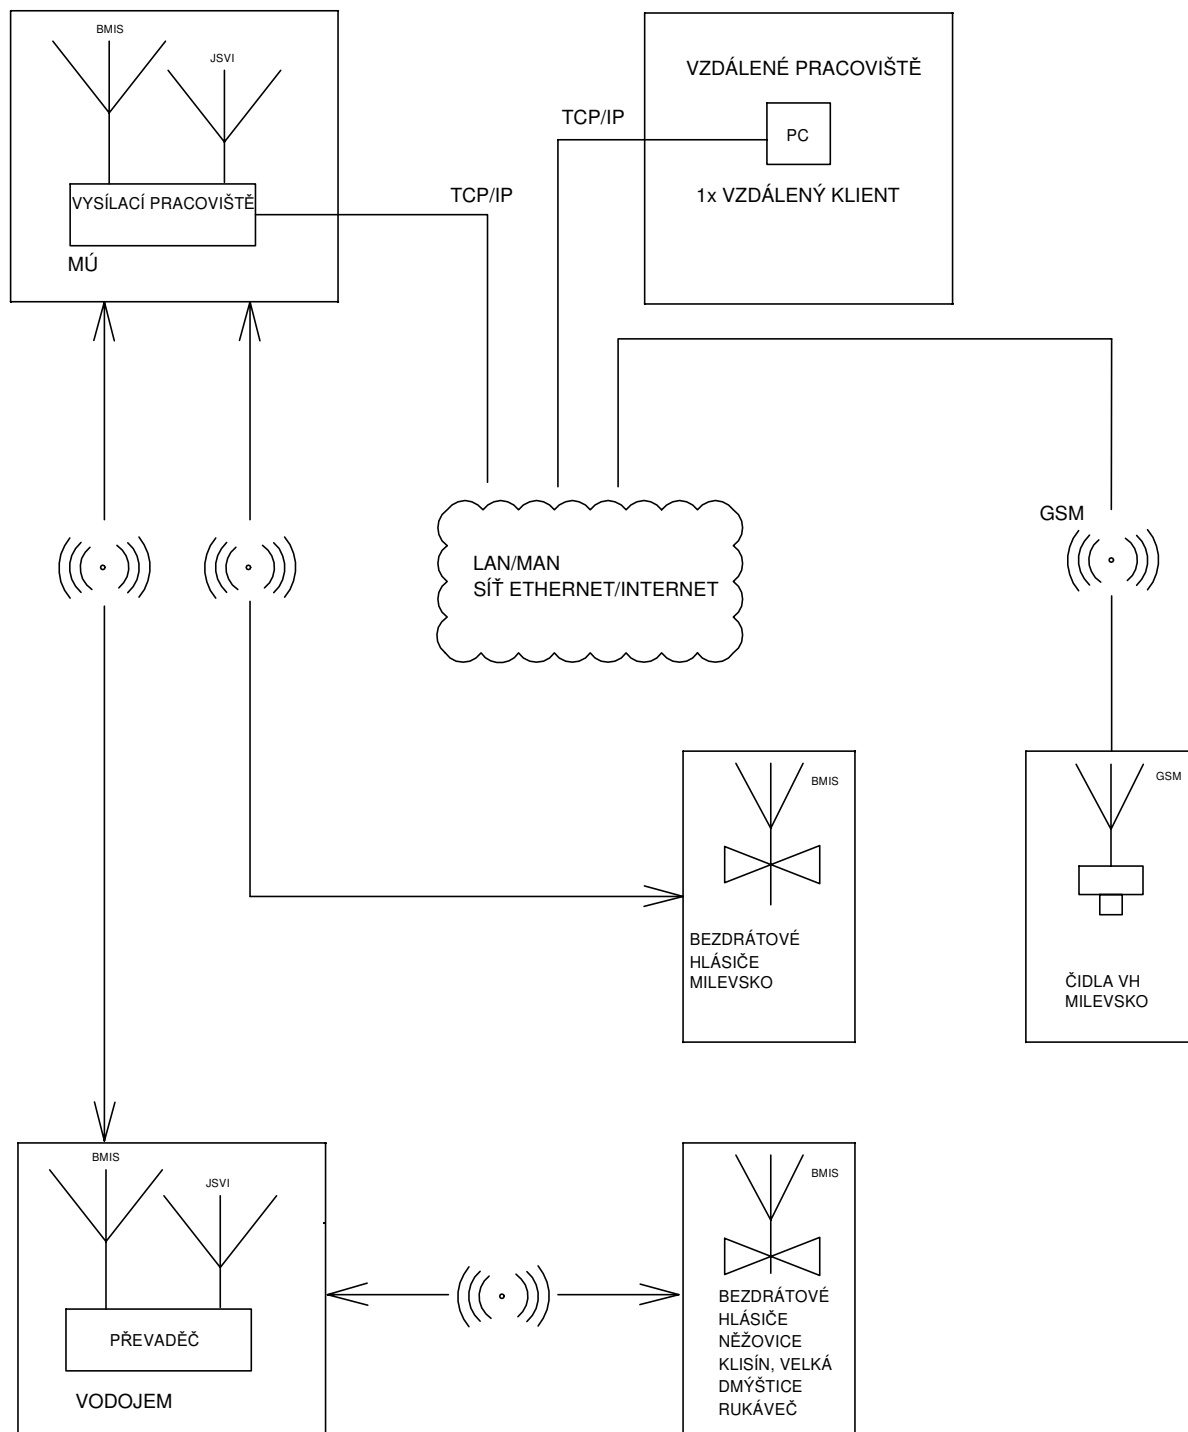 BMIS
JSVI
VYSÍLACÍ PRACOVIŠTĚ
MÚ
TCP/IP
VZDÁLENÉ PRACOVIŠTĚ
TCP/IP
PC
1x VZDÁLENÝ KLIENT
LAN/MAN
SÍŤ ETHERNET/INTERNET
GSM
BMIS
BEZDRÁTOVÉ
HLÁSIČE
MILEVSKO
GSM
ČIDLA VH
MILEVSKO
BMIS
JSVI
PŘEVADĚČ
VODOJEM
BMIS
BEZDRÁTOVÉ
HLÁSIČE
NĚŽOVICE
KLISÍN, VELKÁ
DMÝŠTICE
RUKÁVEČ